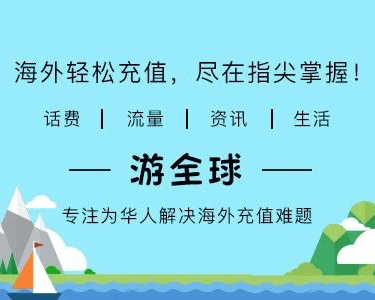 海外轻松充值，尽在指尖掌握！
话费 | 流量 | 资讯 | 生活
游全球
专注为华人解决海外充值难题